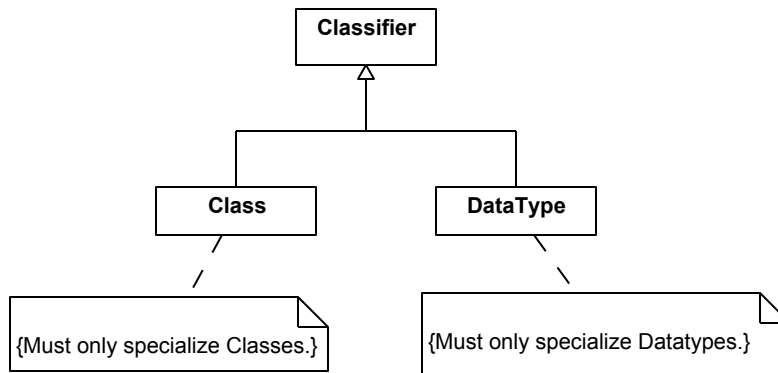 Classifier
Class
DataType
{Must only specialize Classes.}
{Must only specialize Datatypes.}